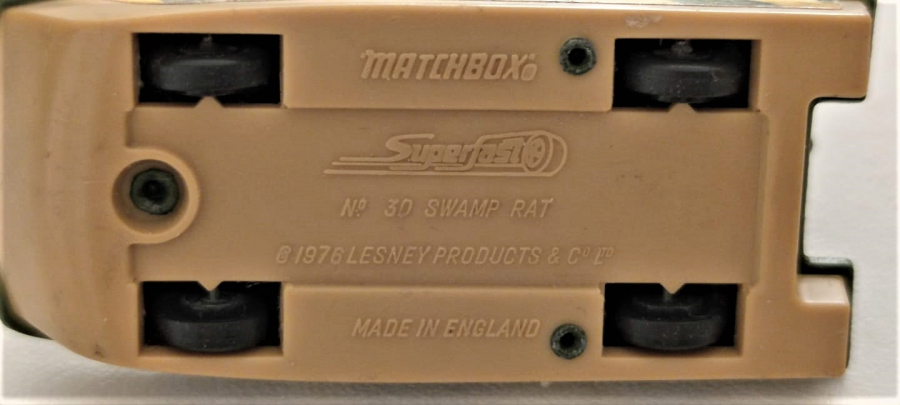 MATCHBOX®
Superfast
Nº 30 SWAMP RAT
© 1976 LESNEY PRODUCTS & Cº Lᵀᴰ
MADE IN ENGLAND